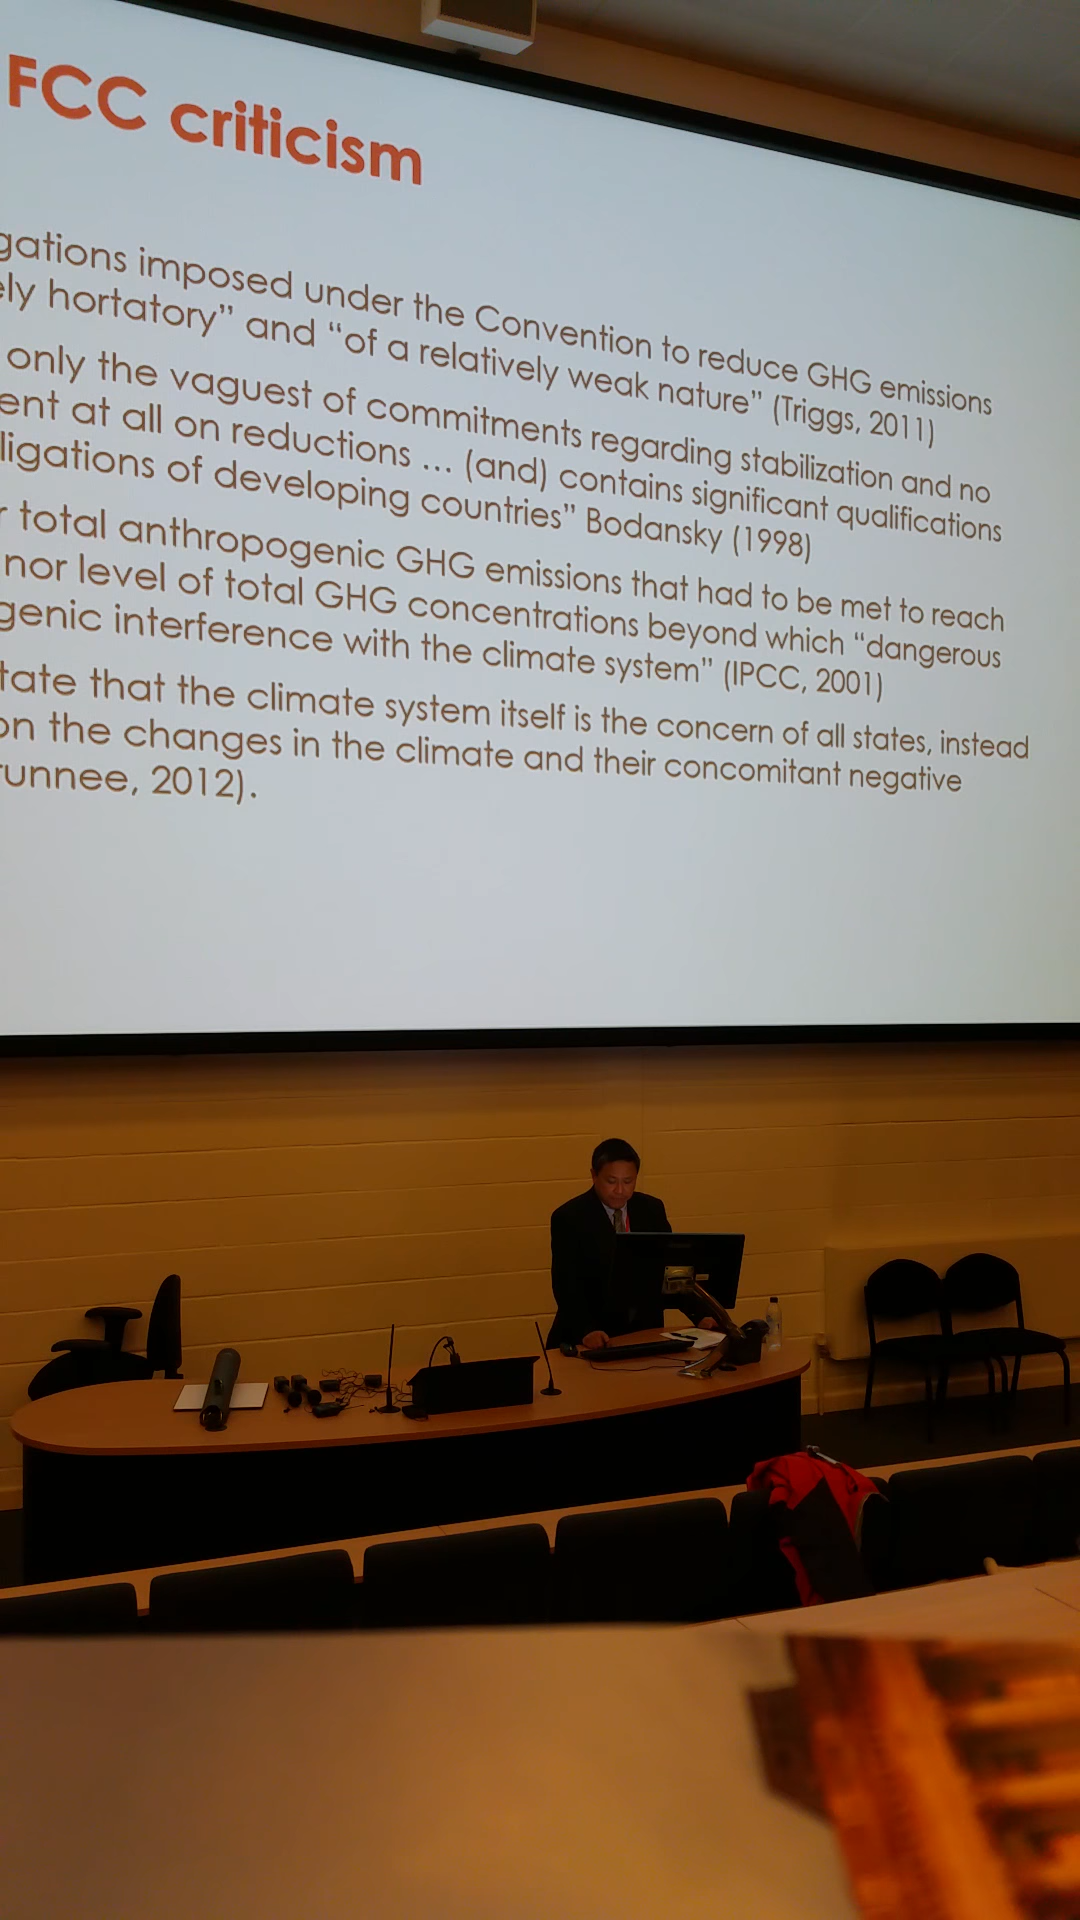 FCC criticism
gations imposed under the Convention to reduce GHG emissions
ely hortatory” and “of a relatively weak nature” (Triggs, 2011)
only the vaguest of commitments regarding stabilization and no
ent at all on reductions ... (and) contains significant qualifications
ligations of developing countries” Bodansky (1998)
r total anthropogenic GHG emissions that had to be met to reach
nor level of total GHG concentrations beyond which “dangerous
genic interference with the climate system” (IPCC, 2001)
tate that the climate system itself is the concern of all states, instead
on the changes in the climate and their concomitant negative
runnee, 2012).